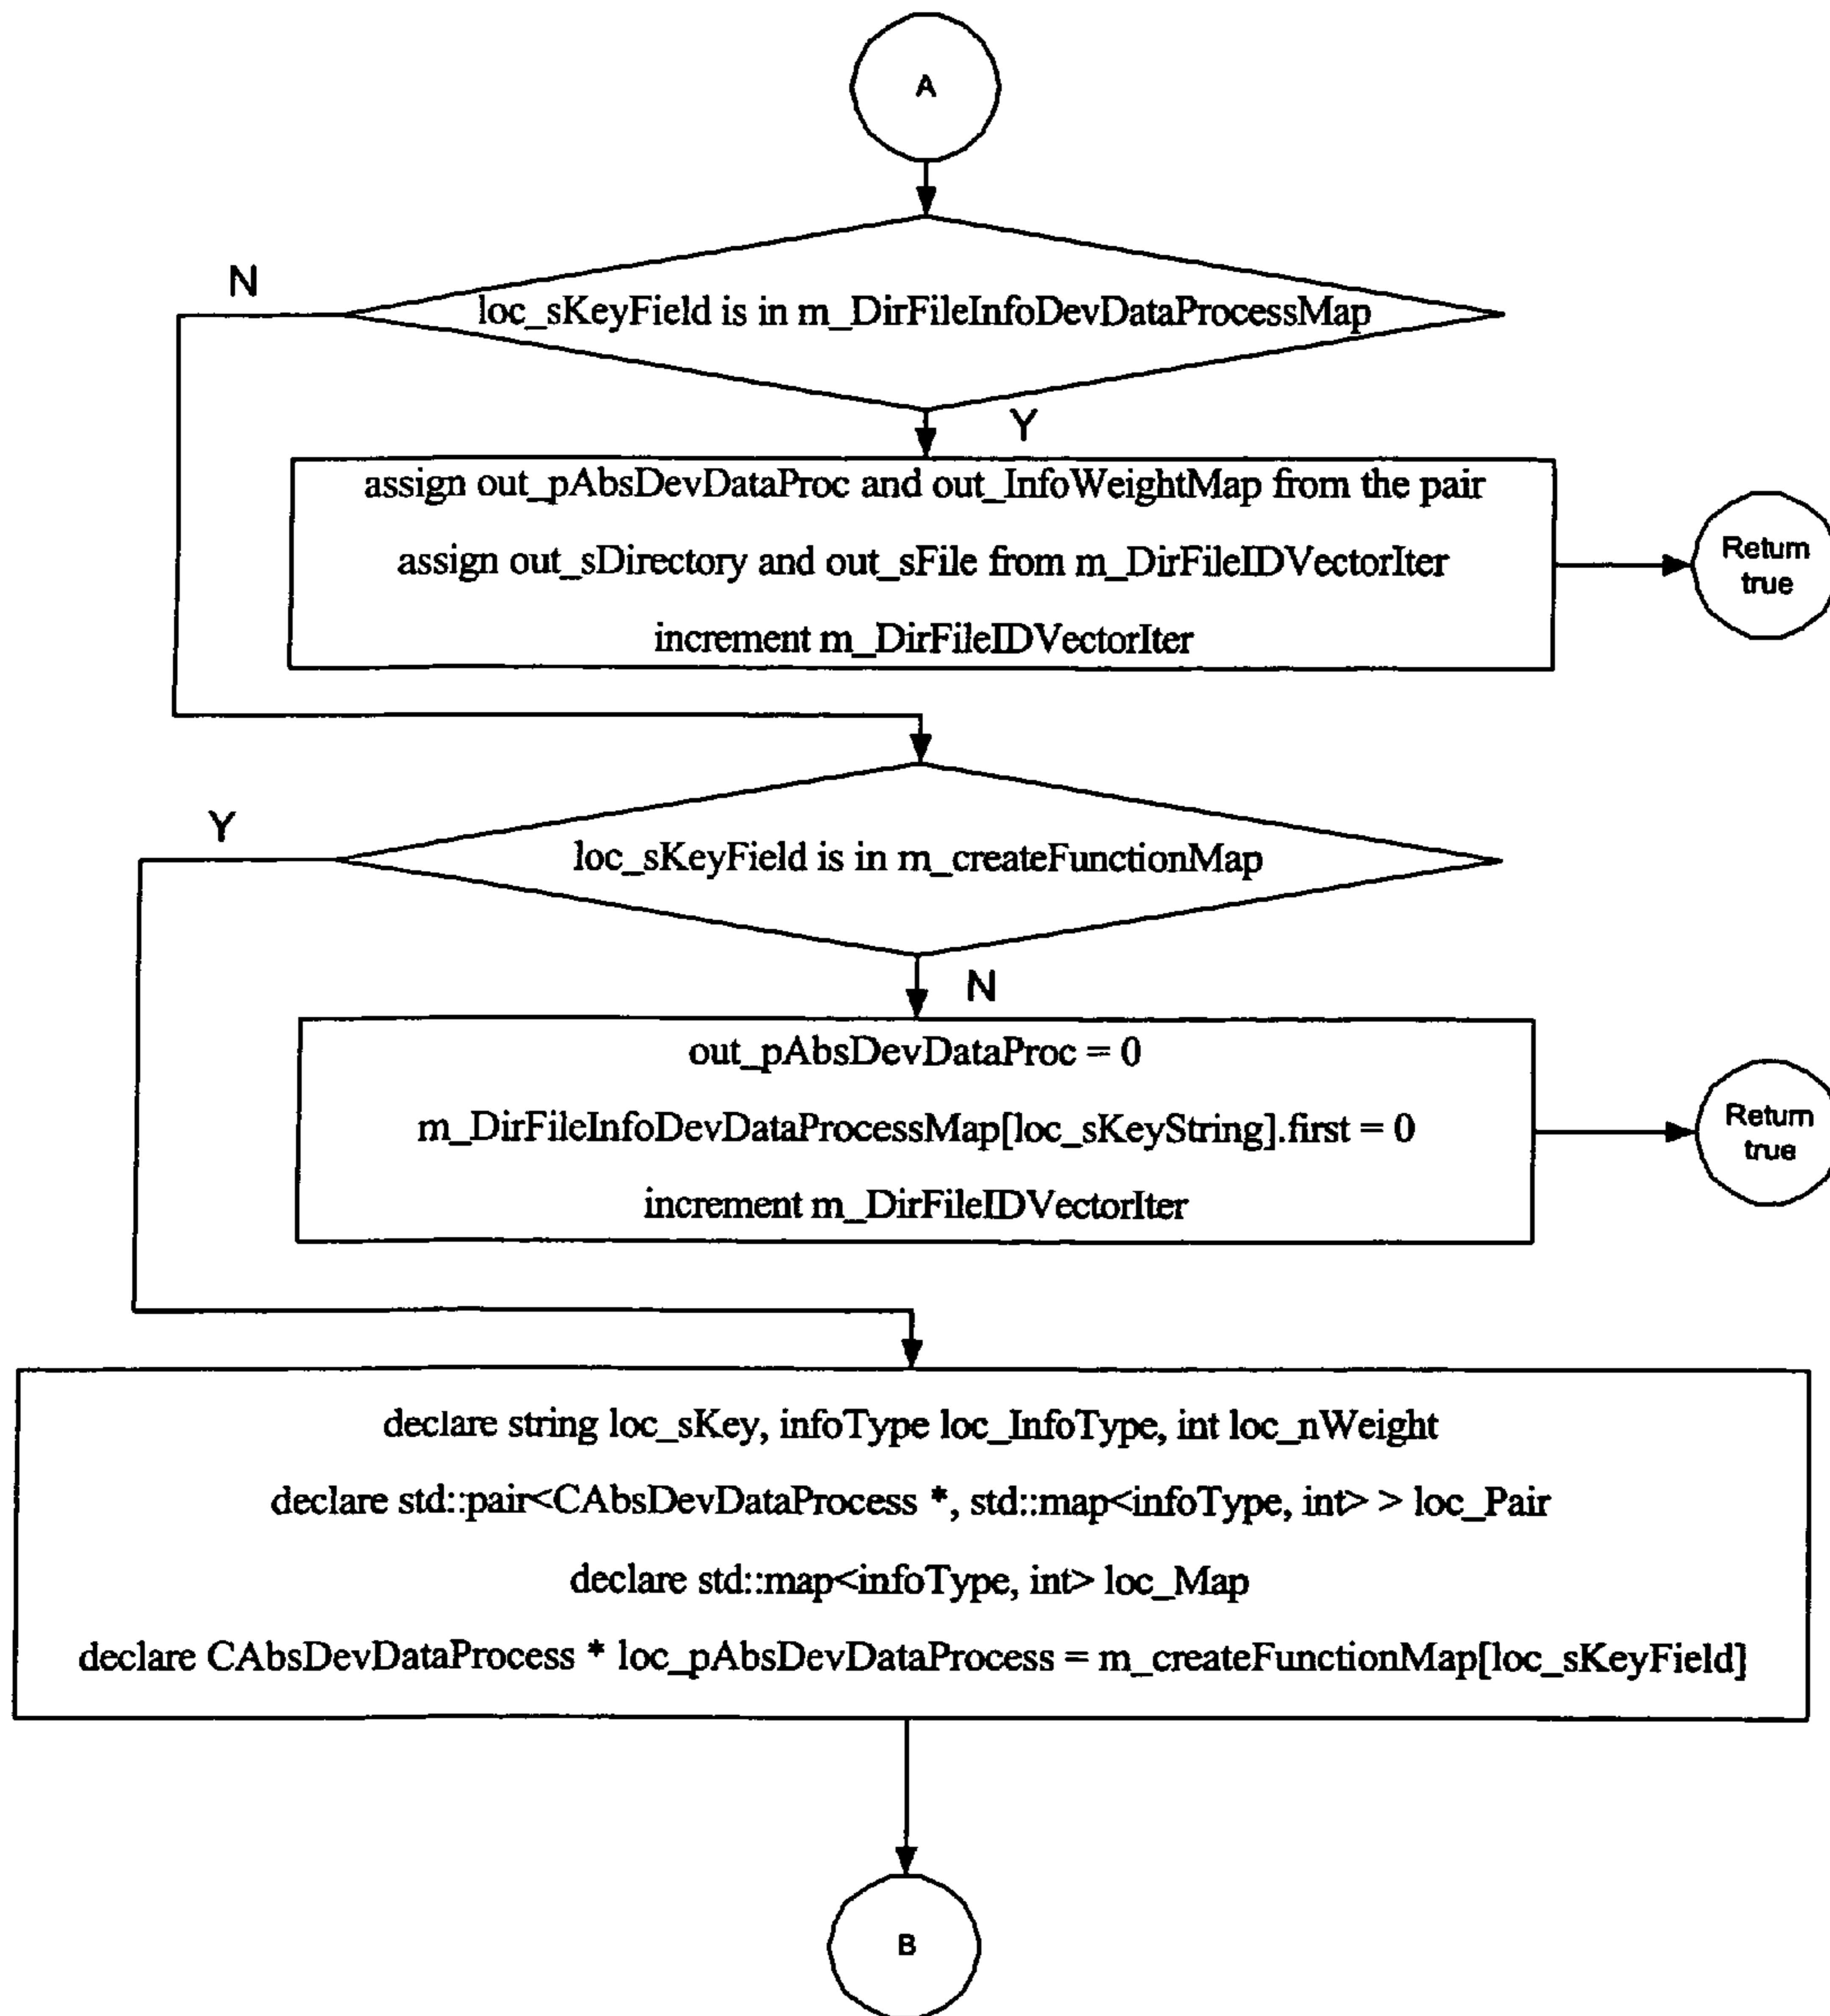 A
N
loc_sKeyField is in m_DirFileInfoDevDataProcessMap
Y
assign out_pAbsDevDataProc and out_InfoWeightMap from the pair
assign out_sDirectory and out_sFile from m_DirFileIDVectorIter
increment m_DirFileIDVectorIter
Return
true
Y
loc_sKeyField is in m_createFunctionMap
N
out_pAbsDevDataProc = 0
m_DirFileInfoDevDataProcessMap[loc_sKeyString].first = 0
increment m_DirFileIDVectorIter
Return
true
declare string loc_sKey, infoType loc_InfoType, int loc_nWeight
declare std::pair<CAbsDevDataProcess *, std::map<infoType, int> > loc_Pair
declare std::map<infoType, int> loc_Map
declare CAbsDevDataProcess * loc_pAbsDevDataProcess = m_createFunctionMap[loc_sKeyField]
B